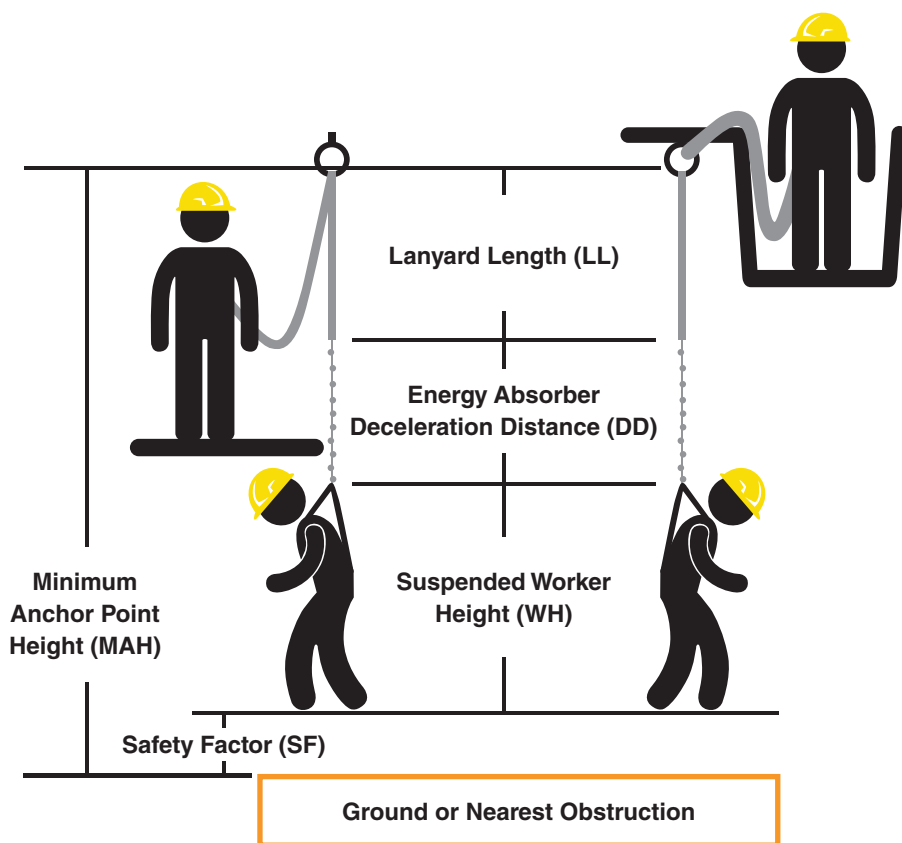 Lanyard Length (LL)
Energy Absorber
Deceleration Distance (DD)
Minimum
Anchor Point
Height (MAH)
Suspended Worker
Height (WH)
Safety Factor (SF)
Ground or Nearest Obstruction